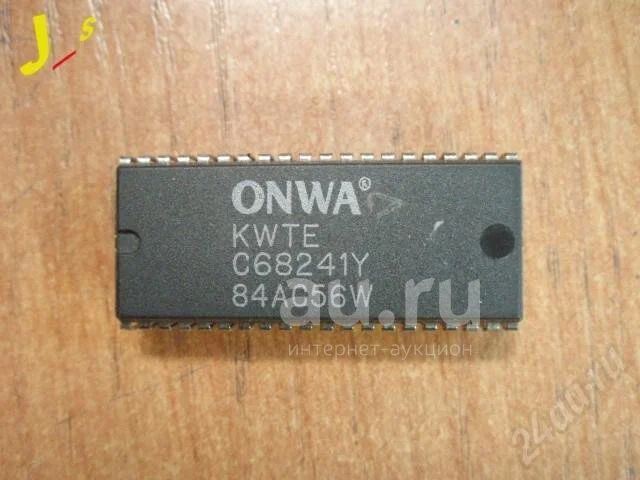 J s
ONWA®
KWTE
C68241Y
84AC56W
au.ru
интернет-аукцион
24au.ru